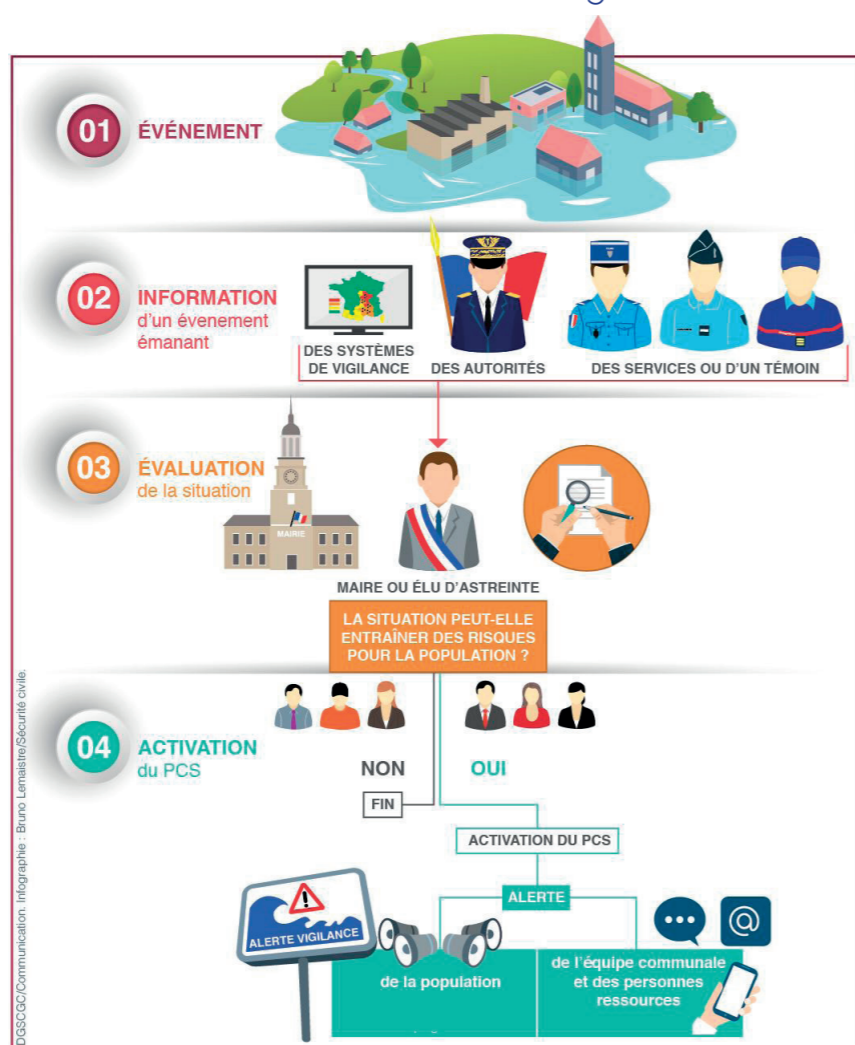 01
ÉVÉNEMENT
02
INFORMATION
d'un évenement
émanant
DES SYSTÈMES
DE VIGILANCE
DES AUTORITÉS
DES SERVICES OU D'UN TÉMOIN
03
ÉVALUATION
de la situation
MAIRIE
MAIRE OU ÉLU D'ASTREINTE
LA SITUATION PEUT-ELLE
ENTRAÎNER DES RISQUES
POUR LA POPULATION ?
04
ACTIVATION
du PCS
NON
OUI
FIN
ACTIVATION DU PCS
ALERTE
ALERTE VIGILANCE
@
de la population
de l'équipe communale
et des personnes
ressources
DGSCGC/Communication. Infographie : Bruno Lemaistre/Sécurité civile.